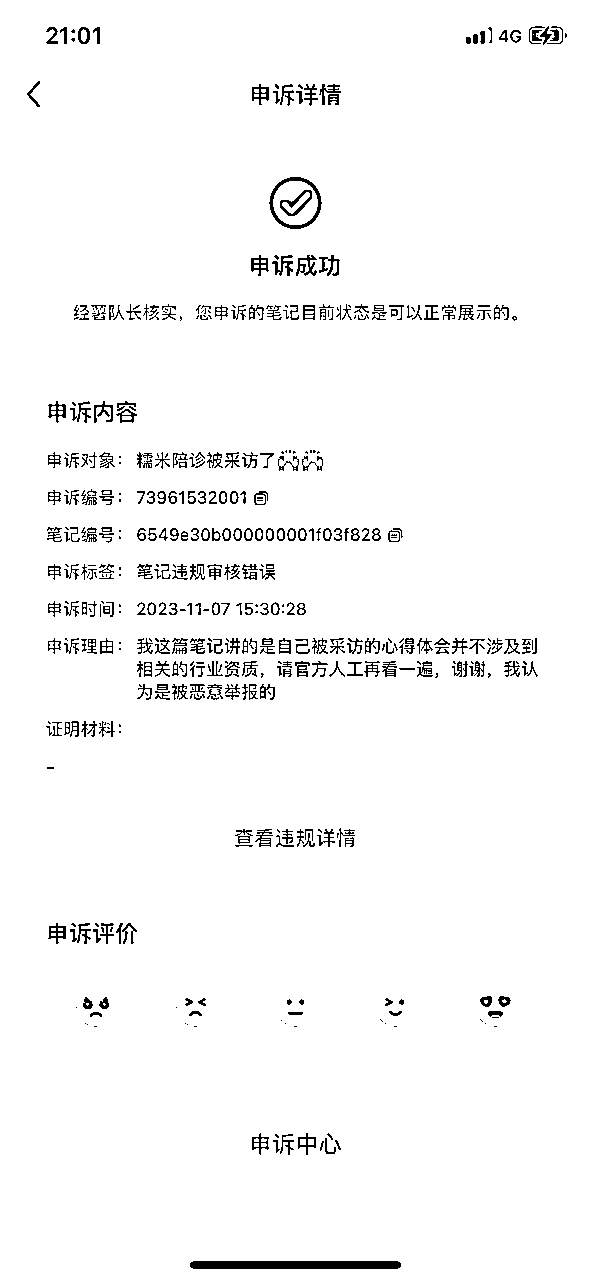 21:01
4G
申诉详情
申诉成功
经薯队长核实，您申诉的笔记目前状态是可以正常展示的。
申诉内容
申诉对象： 糯米陪诊被采访了🙌🙌
申诉编号： 73961532001
笔记编号： 6549e30b000000001f03f828
申诉标签： 笔记违规审核错误
申诉时间： 2023-11-07 15:30:28
申诉理由： 我这篇笔记讲的是自己被采访的心得体会并不涉及到
相关的行业资质，请官方人工再看一遍，谢谢，我认
为是被恶意举报的
证明材料：
-
查看违规详情
申诉评价
申诉中心